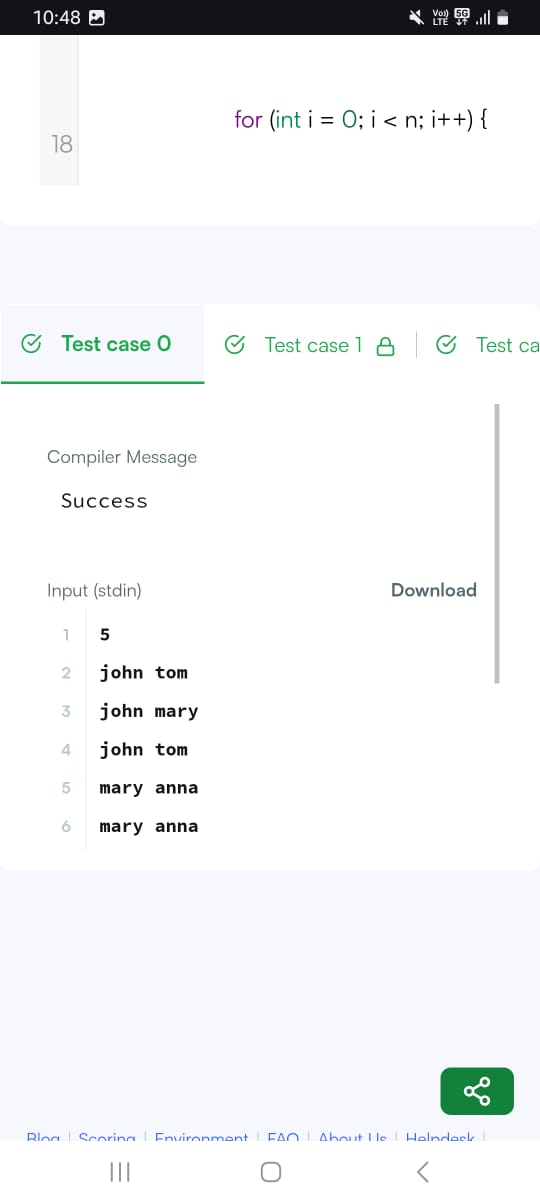 10:48 Vo)) LTE 5G
for (int i = 0; i < n; i++) {
18
Test case 0 Test case 1 Test ca
Compiler Message
Success
Input (stdin) Download
1 5
2 john tom
3 john mary
4 john tom
5 mary anna
6 mary anna
Blog | Scoring | Environment | FAQ | About Us | Helpdesk |